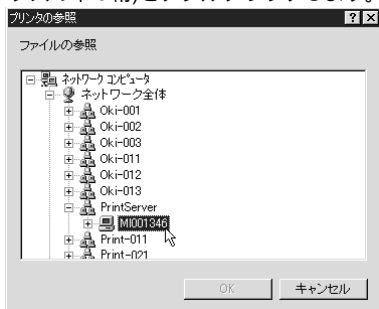 プリンタの参照
ファイルの参照
ネットワーク コンピュータ
ネットワーク全体
Oki-001
Oki-002
Oki-003
Oki-011
Oki-012
Oki-013
PrintServer
MI001346
Print-011
Print-021
OK
キャンセル